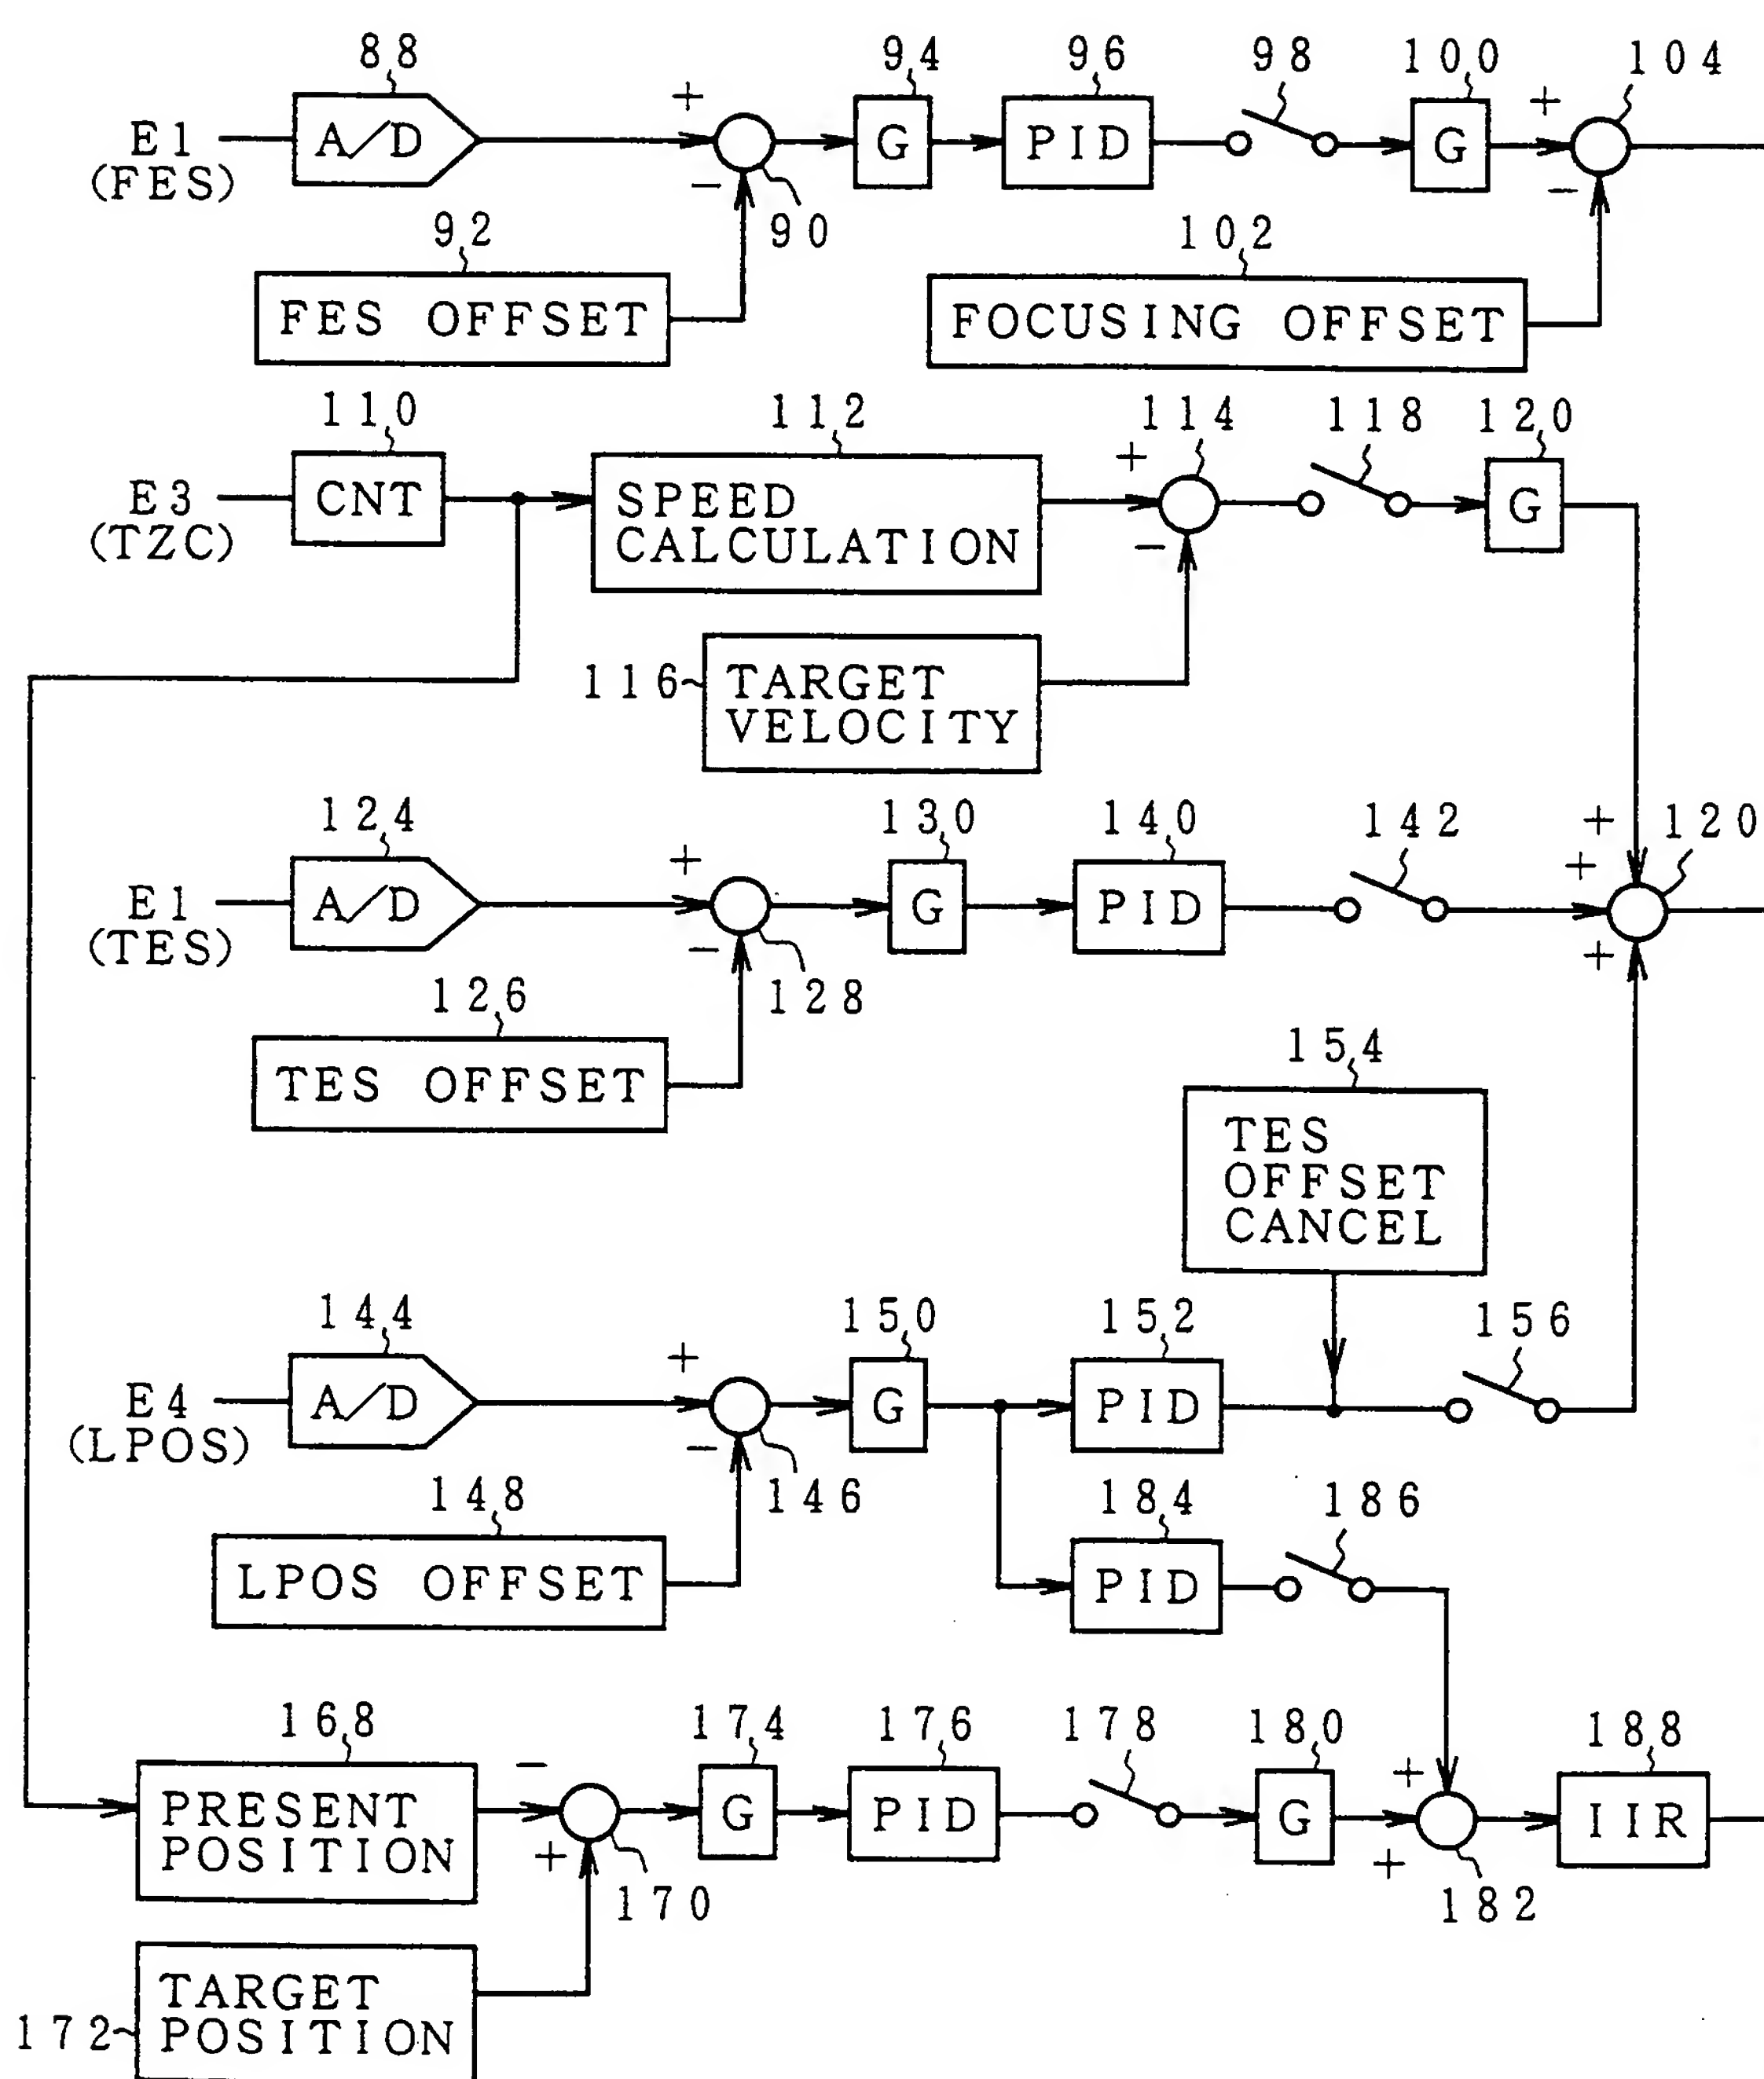 88
94
96
98
100
104
E1
(FES)
A/D
+
−
90
G
PID
G
+
−
92
FES OFFSET
102
FOCUSING OFFSET
110
112
114
118
120
E3
(TZC)
CNT
SPEED
CALCULATION
+
−
G
116
TARGET
VELOCITY
124
130
140
142
+
120
E1
(TES)
A/D
+
−
128
G
PID
+
+
126
TES OFFSET
154
TES
OFFSET
CANCEL
144
150
152
156
E4
(LPOS)
A/D
+
−
146
G
PID
148
LPOS OFFSET
184
186
PID
168
174
176
178
180
188
PRESENT
POSITION
−
+
170
G
PID
G
+
+
182
IIR
172
TARGET
POSITION